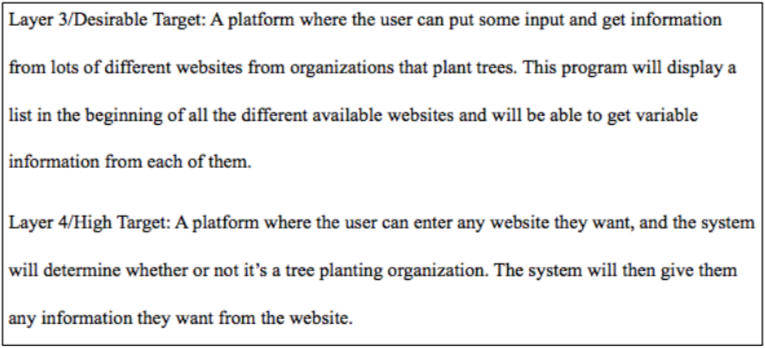 Layer 3/Desirable Target: A platform where the user can put some input and get information
from lots of different websites from organizations that plant trees. This program will display a
list in the beginning of all the different available websites and will be able to get variable
information from each of them.
Layer 4/High Target: A platform where the user can enter any website they want, and the system
will determine whether or not it’s a tree planting organization. The system will then give them
any information they want from the website.